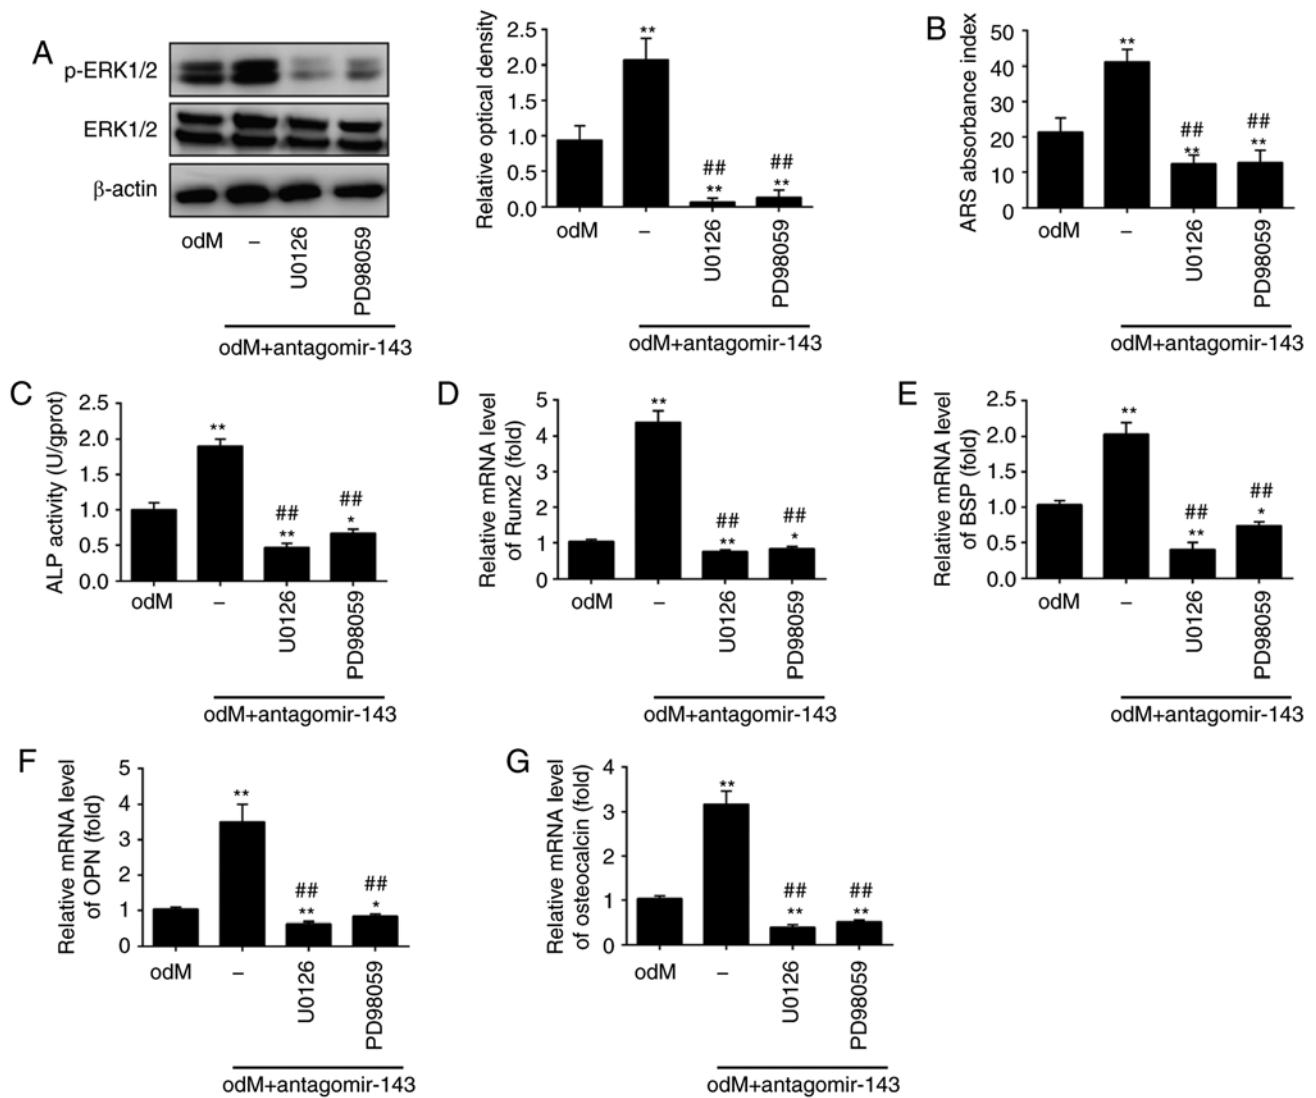 A
p-ERK1/2
ERK1/2
β-actin
odM
–
U0126
PD98059
odM+antagomir-143
Relative optical density
2.5
2.0
1.5
1.0
0.5
0.0
**
##
**
##
**
odM
–
U0126
PD98059
odM+antagomir-143
B
ARS absorbance index
50
40
30
20
10
0
**
##
**
##
**
odM
–
U0126
PD98059
odM+antagomir-143
C
ALP activity (U/gprot)
2.5
2.0
1.5
1.0
0.5
0.0
**
##
**
##
*
odM
–
U0126
PD98059
odM+antagomir-143
D
Relative mRNA level
of Runx2 (fold)
5
4
3
2
1
0
**
##
**
##
*
odM
–
U0126
PD98059
odM+antagomir-143
E
Relative mRNA level
of BSP (fold)
2.5
2.0
1.5
1.0
0.5
0.0
**
##
**
##
*
odM
–
U0126
PD98059
odM+antagomir-143
F
Relative mRNA level
of OPN (fold)
5
4
3
2
1
0
**
##
**
##
*
odM
–
U0126
PD98059
odM+antagomir-143
G
Relative mRNA level
of osteocalcin (fold)
4
3
2
1
0
**
##
**
##
**
odM
–
U0126
PD98059
odM+antagomir-143